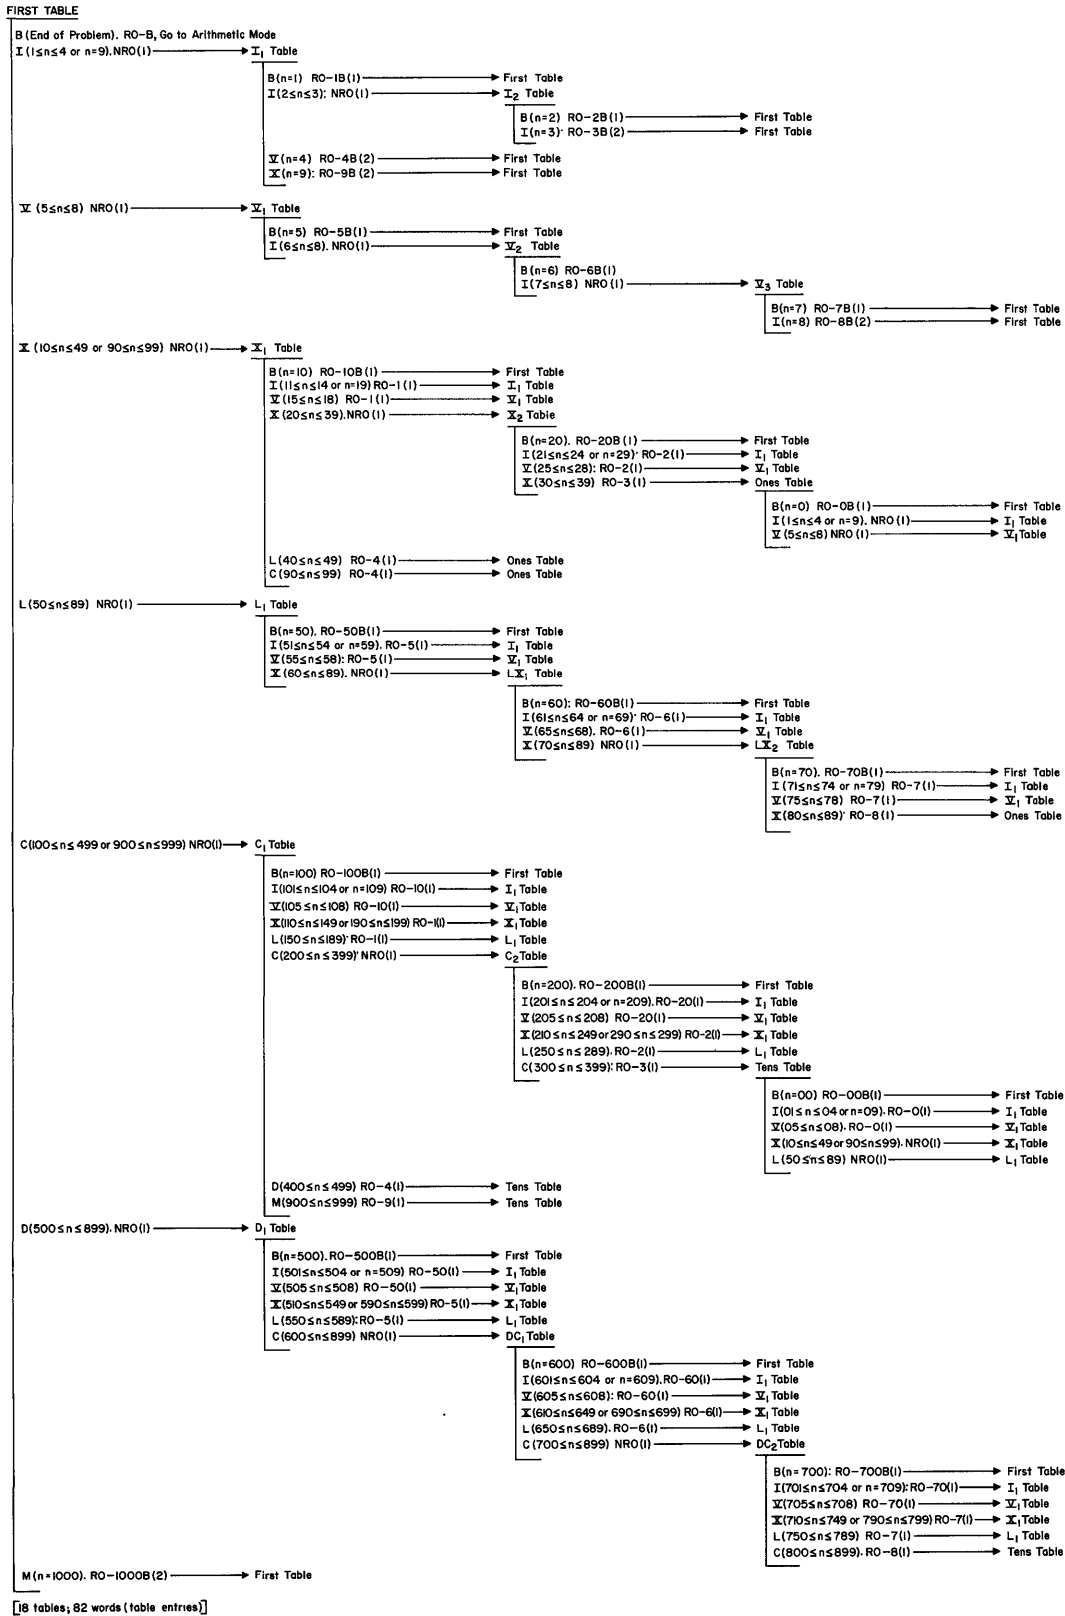 FIRST TABLE
B (End of Problem). RO-B, Go to Arithmetic Mode
I (1≤n≤4 or n=9). NRO(1) → I₁ Table
B(n=1) RO-1B(1) → First Table
I(2≤n≤3): NRO(1) → I₂ Table
B(n=2) RO-2B(1) → First Table
I(n=3)· RO-3B(2) → First Table
V(n=4) RO-4B(2) → First Table
X(n=9): RO-9B(2) → First Table
V (5≤n≤8) NRO(1) → V₁ Table
B(n=5) RO-5B(1) → First Table
I(6≤n≤8). NRO(1) → V₂ Table
B(n=6) RO-6B(1)
I(7≤n≤8) NRO(1) → V₃ Table
B(n=7) RO-7B(1) → First Table
I(n=8) RO-8B(2) → First Table
X (10≤n≤49 or 90≤n≤99) NRO(1) → X₁ Table
B(n=10) RO-10B(1) → First Table
I(11≤n≤14 or n=19) RO-1(1) → I₁ Table
V(15≤n≤18) RO-1(1) → V₁ Table
X(20≤n≤39). NRO(1) → X₂ Table
B(n=20). RO-20B(1) → First Table
I(21≤n≤24 or n=29)· RO-2(1) → I₁ Table
V(25≤n≤28): RO-2(1) → V₁ Table
X(30≤n≤39) RO-3(1) → Ones Table
B(n=0) RO-0B(1) → First Table
I(1≤n≤4 or n=9). NRO(1) → I₁ Table
V(5≤n≤8) NRO(1) → V₁ Table
L(40≤n≤49) RO-4(1) → Ones Table
C(90≤n≤99) RO-4(1) → Ones Table
L(50≤n≤89) NRO(1) → L₁ Table
B(n=50). RO-50B(1) → First Table
I(51≤n≤54 or n=59). RO-5(1) → I₁ Table
V(55≤n≤58): RO-5(1) → V₁ Table
X(60≤n≤89). NRO(1) → LX₁ Table
B(n=60): RO-60B(1) → First Table
I(61≤n≤64 or n=69)· RO-6(1) → I₁ Table
V(65≤n≤68). RO-6(1) → V₁ Table
X(70≤n≤89) NRO(1) → LX₂ Table
B(n=70). RO-70B(1) → First Table
I(71≤n≤74 or n=79) RO-7(1) → I₁ Table
V(75≤n≤78) RO-7(1) → V₁ Table
X(80≤n≤89)· RO-8(1) → Ones Table
C(100≤n≤499 or 900≤n≤999) NRO(1) → C₁ Table
B(n=100) RO-100B(1) → First Table
I(101≤n≤104 or n=109) RO-10(1) → I₁ Table
V(105≤n≤108) RO-10(1) → V₁ Table
X(110≤n≤149 or 190≤n≤199) RO-1(1) → X₁ Table
L(150≤n≤189)· RO-1(1) → L₁ Table
C(200≤n≤399)· NRO(1) → C₂ Table
B(n=200). RO-200B(1) → First Table
I(201≤n≤204 or n=209). RO-20(1) → I₁ Table
V(205≤n≤208) RO-20(1) → V₁ Table
X(210≤n≤249 or 290≤n≤299) RO-2(1) → X₁ Table
L(250≤n≤289). RO-2(1) → L₁ Table
C(300≤n≤399): RO-3(1) → Tens Table
B(n=00) RO-00B(1) → First Table
I(01≤n≤04 or n=09). RO-0(1) → I₁ Table
V(05≤n≤08). RO-0(1) → V₁ Table
X(10≤n≤49 or 90≤n≤99). NRO(1) → X₁ Table
L(50≤n≤89) NRO(1) → L₁ Table
D(400≤n≤499) RO-4(1) → Tens Table
M(900≤n≤999) RO-9(1) → Tens Table
D(500≤n≤899). NRO(1) → D₁ Table
B(n=500). RO-500B(1) → First Table
I(501≤n≤504 or n=509) RO-50(1) → I₁ Table
V(505≤n≤508) RO-50(1) → V₁ Table
X(510≤n≤549 or 590≤n≤599) RO-5(1) → X₁ Table
L(550≤n≤589): RO-5(1) → L₁ Table
C(600≤n≤899) NRO(1) → DC₁ Table
B(n=600) RO-600B(1) → First Table
I(601≤n≤604 or n=609). RO-60(1) → I₁ Table
V(605≤n≤608): RO-60(1) → V₁ Table
X(610≤n≤649 or 690≤n≤699) RO-6(1) → X₁ Table
L(650≤n≤689). RO-6(1) → L₁ Table
C(700≤n≤899) NRO(1) → DC₂ Table
B(n=700): RO-700B(1) → First Table
I(701≤n≤704 or n=709): RO-70(1) → I₁ Table
V(705≤n≤708) RO-70(1) → V₁ Table
X(710≤n≤749 or 790≤n≤799) RO-7(1) → X₁ Table
L(750≤n≤789) RO-7(1) → L₁ Table
C(800≤n≤899). RO-8(1) → Tens Table
M(n=1000). RO-1000B(2) → First Table
[18 tables; 82 words (table entries)]